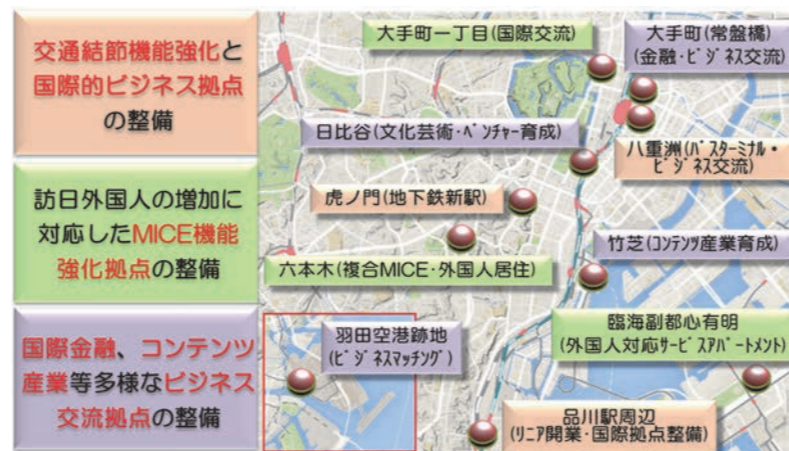 交通結節機能強化と
国際的ビジネス拠点
の整備
訪日外国人の増加に
対応したMICE機能
強化拠点の整備
国際金融、コンテンツ
産業等多様なビジネス
交流拠点の整備
大手町一丁目(国際交流)
大手町(常盤橋)
(金融・ビジネス交流)
日比谷(文化芸術・ベンチャー育成)
八重洲(バスターミナル・
ビジネス交流)
虎ノ門(地下鉄新駅)
竹芝(コンテンツ産業育成)
六本木(複合MICE・外国人居住)
羽田空港跡地
(ビジネスマッチング)
臨海副都心有明
(外国人対応サービスアパートメント)
品川駅周辺
(リニア開業・国際拠点整備)